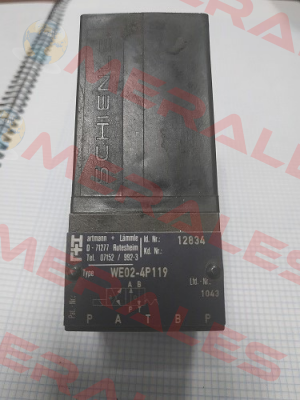 SCHIENLE
H+L
Hartmann + Lämmle
D - 71277 Rutesheim
Tel. 07152 / 992-3
Id. Nr.: 12834
Kd. Nr.:
Type WE02-4P119
A B
Lfd.-Nr.: 1043
P A T B F
MERALES